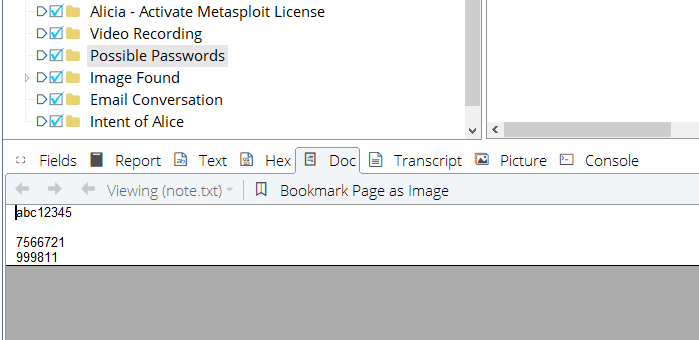 Alicia - Activate Metasploit License
Video Recording
Possible Passwords
Image Found
Email Conversation
Intent of Alice
Fields Report Text Hex Doc Transcript Picture Console
Viewing (note.txt) Bookmark Page as Image
abc12345
7566721
999811